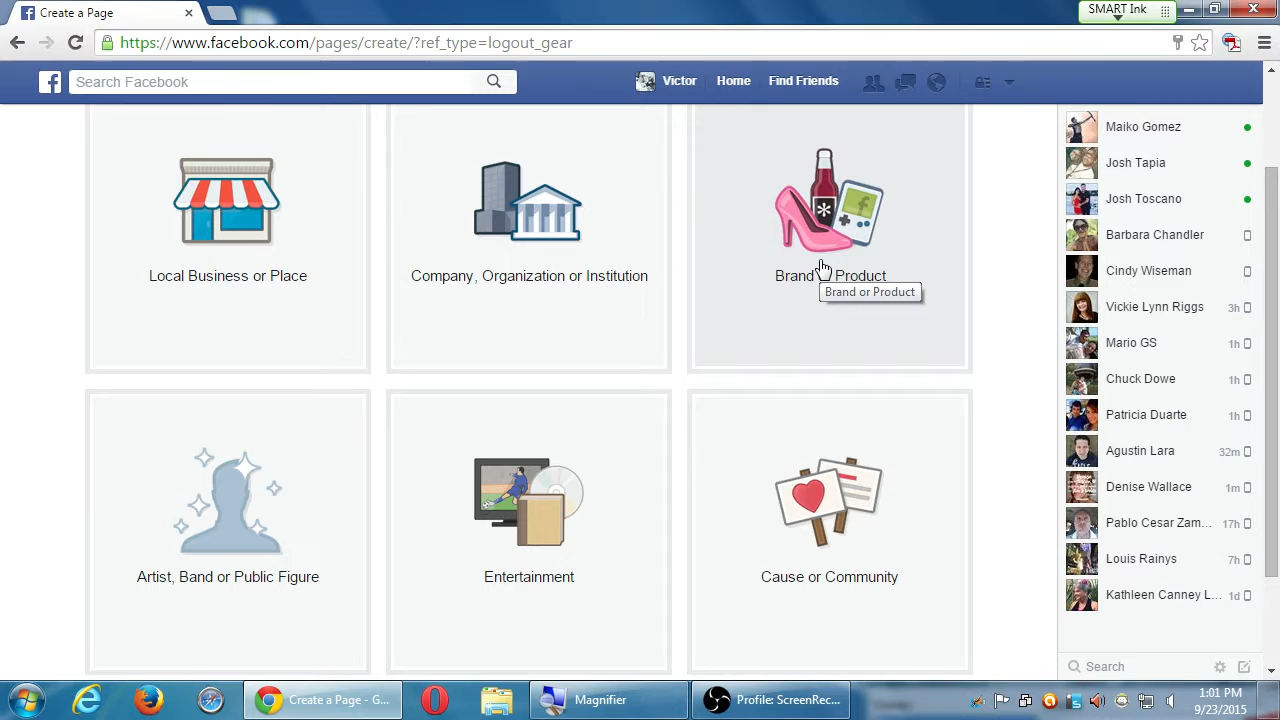 Create a Page
SMART Ink
https://www.facebook.com/pages/create/?ref_type=logout_gear
Search Facebook
Victor
Home
Find Friends
Local Business or Place
Company, Organization or Institution
Brand or Product
Brand or Product
Artist, Band or Public Figure
Entertainment
Cause or Community
Maiko Gomez
Josh Tapia
Josh Toscano
Barbara Chandler
Cindy Wiseman
Vickie Lynn Riggs 3h
Mario GS 1h
Chuck Dowe 1h
Patricia Duarte 1h
Agustin Lara 32m
Denise Wallace 1m
Pablo Cesar Zam... 17h
Louis Rainys 7h
Kathleen Canney L... 1d
Search
Create a Page - G...
Magnifier
Profile: ScreenRec...
1:01 PM
9/23/2015